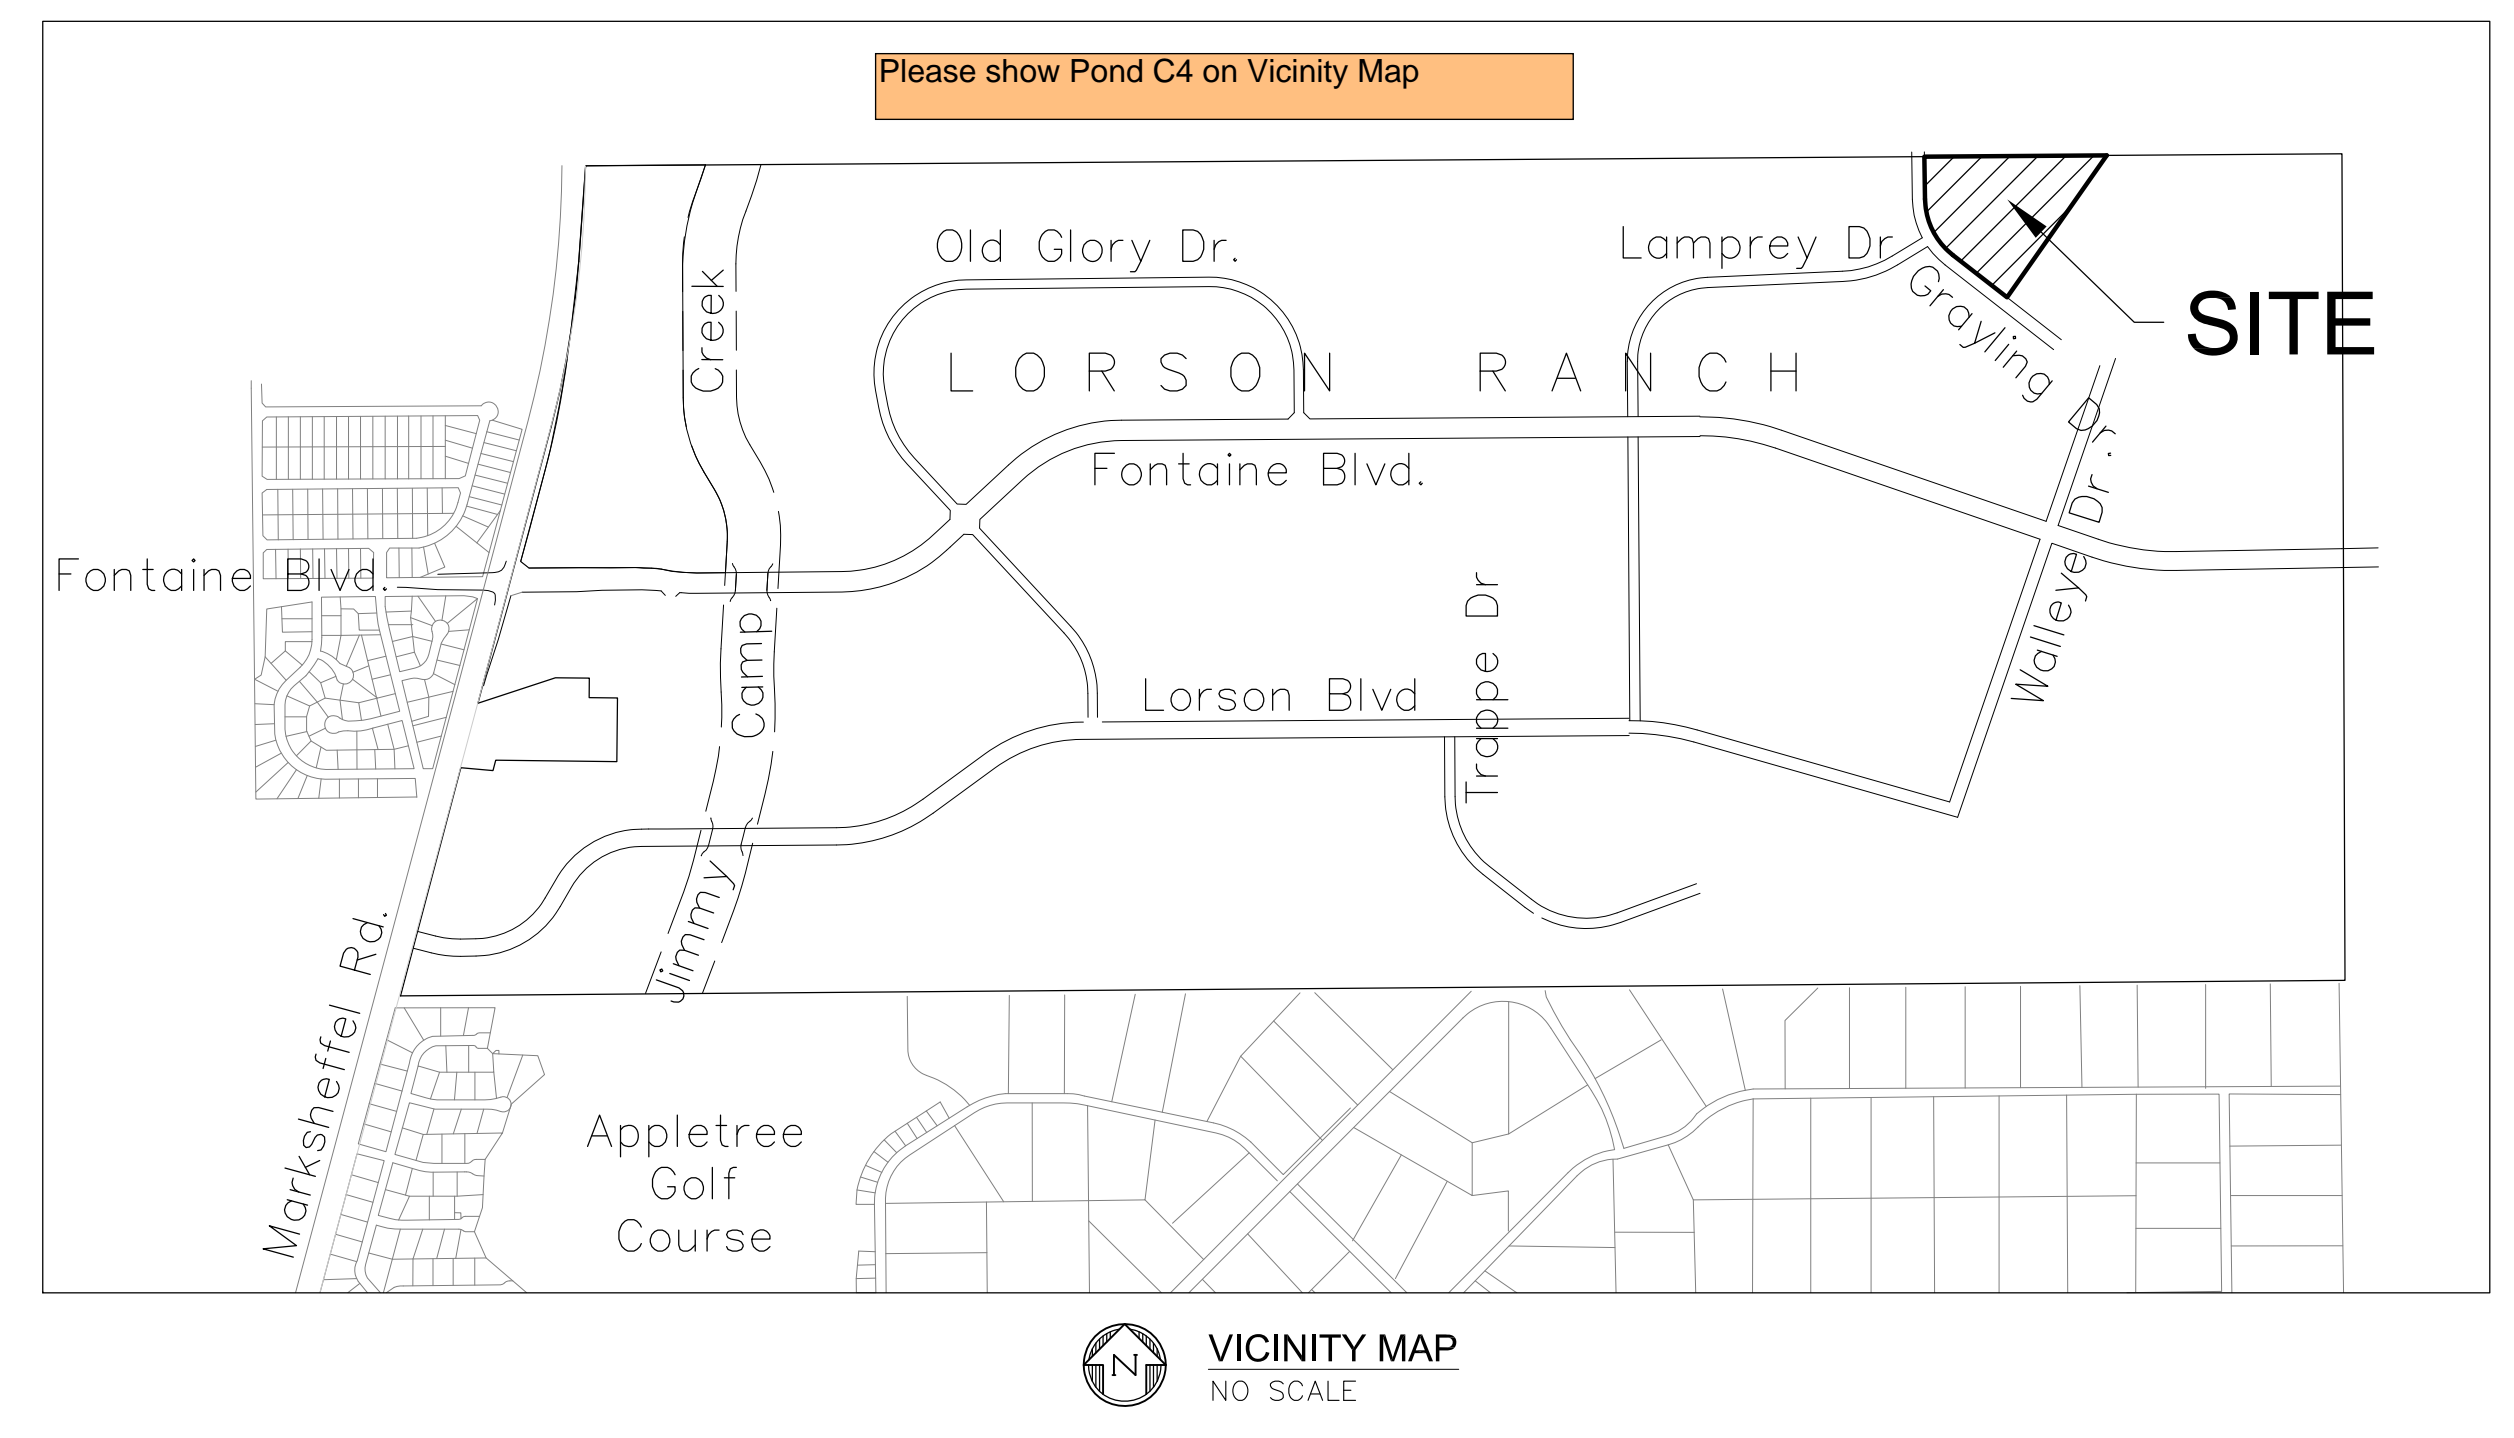 Please show Pond C4 on Vicinity Map
Old Glory Dr.
Lamprey Dr
Grayling Dr.
SITE
LORSON RANCH
Creek
Fontaine Blvd.
Fontaine Blvd.
Walleye Dr
Camp
Lorson Blvd
Trappe Dr
Jimmy
Marksheffel Rd.
Appletree
Golf
Course
N
VICINITY MAP
NO SCALE